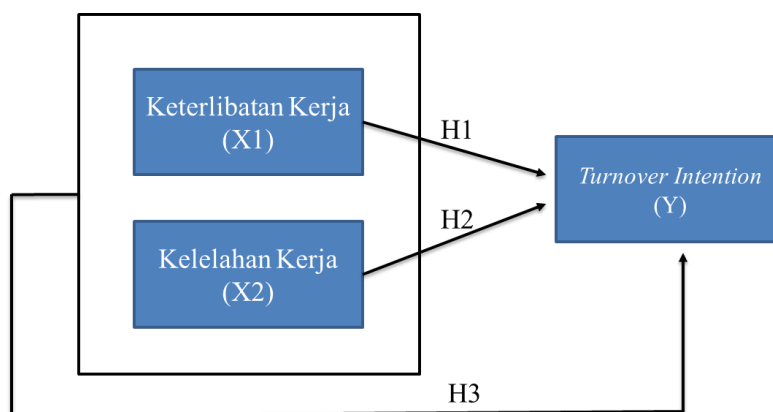 Keterlibatan Kerja
(X1)
H1
Turnover Intention
(Y)
H2
Kelelahan Kerja
(X2)
H3